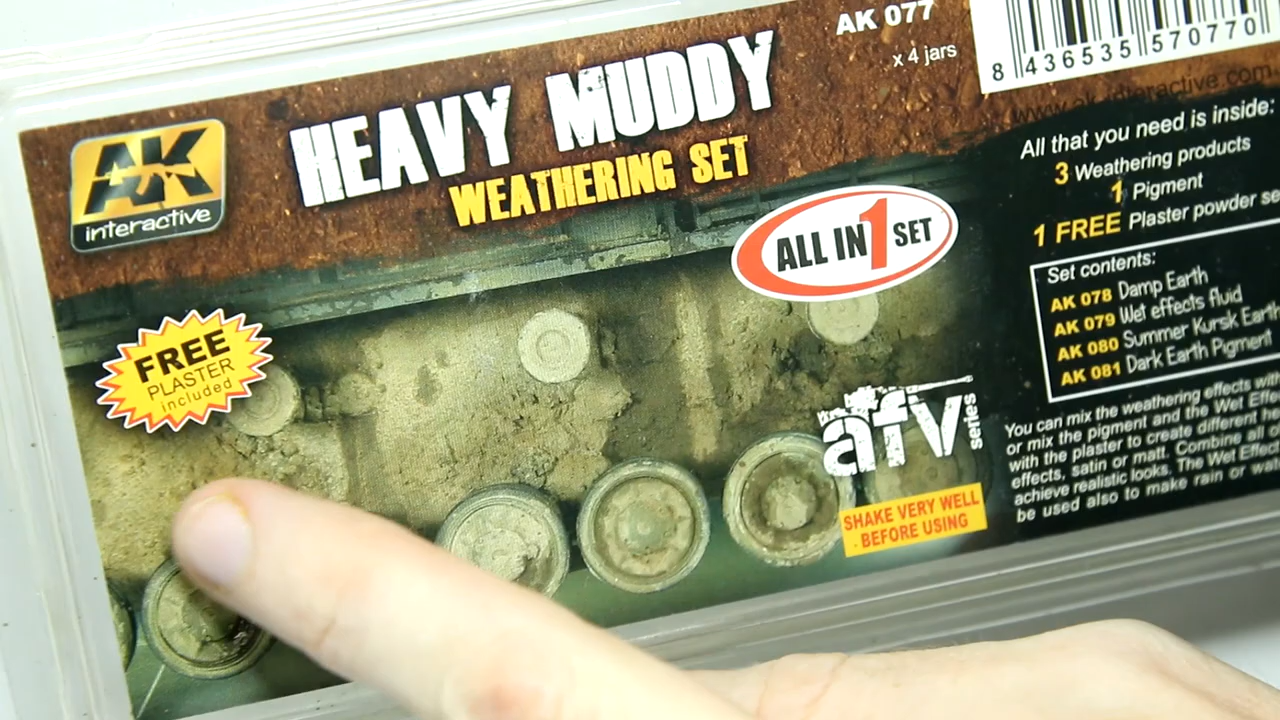 AK 077
x 4 jars
8 436535 570770
www.ak-interactive.com
AK
interactive
HEAVY MUDDY
WEATHERING SET
ALL IN 1 SET
FREE
PLASTER
included
afv
series
SHAKE VERY WELL
BEFORE USING
All that you need is inside:
3 Weathering products
1 Pigment
1 FREE Plaster powder
Set contents:
AK 078 Damp Earth
AK 079 Wet effects fluid
AK 080 Summer Kursk Earth
AK 081 Dark Earth Pigment
You can mix the weathering effects with
or mix the pigment and the Wet
with the plaster to create different
effects, satin or matt. Combine all
achieve realistic looks. The Wet
be used also to make rain or